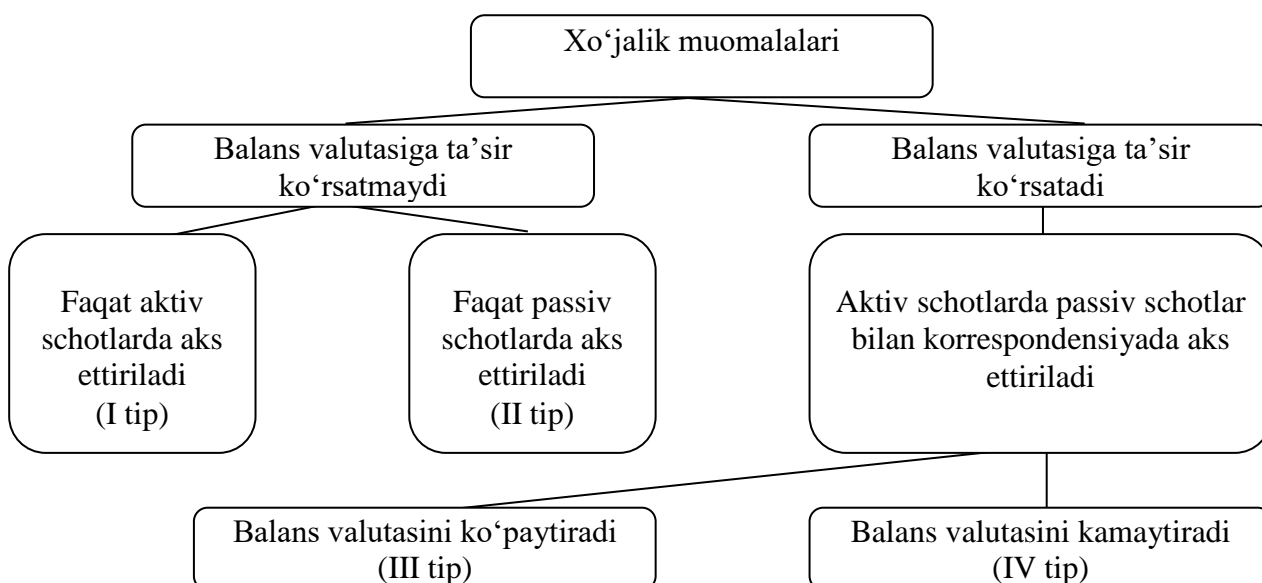 Xo‘jalik muomalalari
Balans valutasiga ta’sir
ko‘rsatmaydi
Balans valutasiga ta’sir
ko‘rsatadi
Faqat aktiv
schotlarda aks
ettiriladi
(I tip)
Faqat passiv
schotlarda aks
ettiriladi
(II tip)
Aktiv schotlarda passiv schotlar
bilan korrespondensiyada aks
ettiriladi
Balans valutasini ko‘paytiradi
(III tip)
Balans valutasini kamaytiradi
(IV tip)